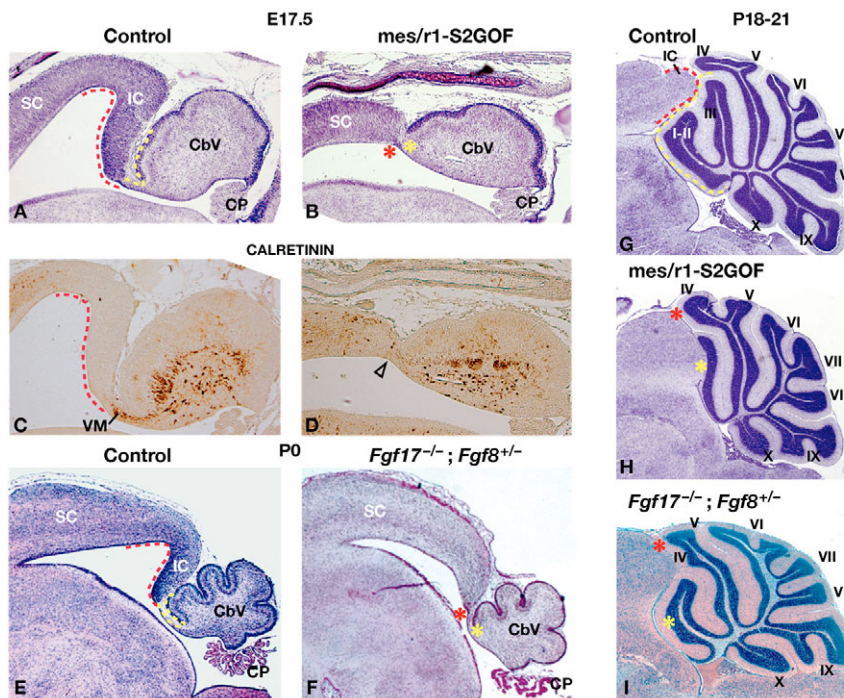 E17.5
Control
mes/r1-S2GOF
SC
IC
CbV
CP
A
SC
*
*
CbV
CP
B
CALRETININ
C
VM
D
P0
Control
Fgf17−/− ; Fgf8+/−
SC
IC
CbV
CP
E
SC
*
*
CbV
CP
F
P18-21
Control
IV
V
IC
VI
III
I-II
X
IX
G
mes/r1-S2GOF
IV
V
*
VI
VII
*
VI
X
IX
H
Fgf17−/− ; Fgf8+/−
V
VI
*
IV
VII
V
*
X
IX
I